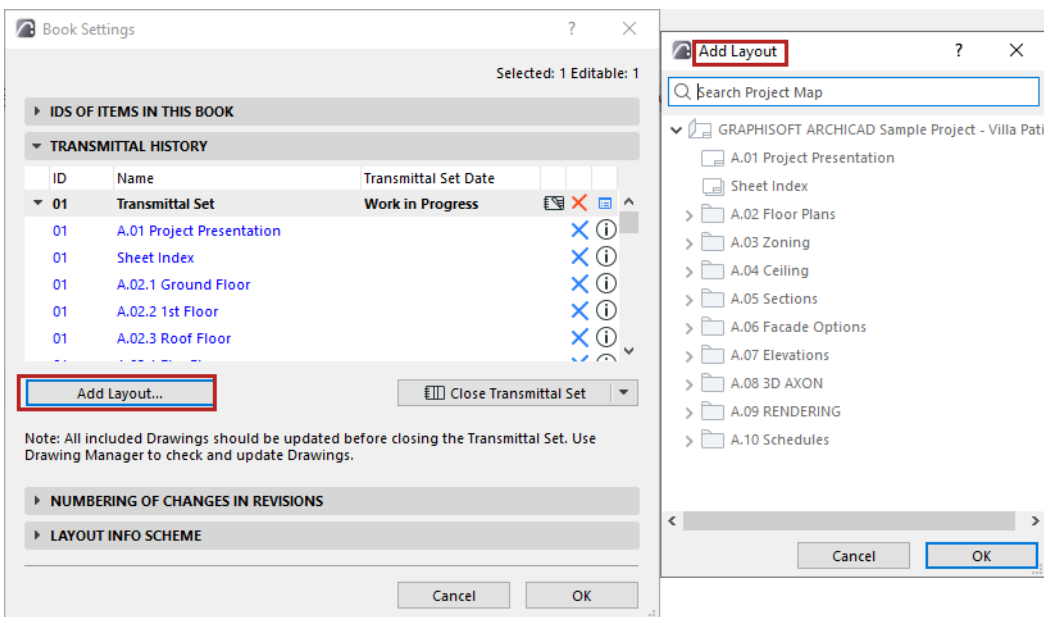 Book Settings
?
Selected: 1 Editable: 1
IDS OF ITEMS IN THIS BOOK
TRANSMITTAL HISTORY
ID Name Transmittal Set Date
01 Transmittal Set Work in Progress
01 A.01 Project Presentation
01 Sheet Index
01 A.02.1 Ground Floor
01 A.02.2 1st Floor
01 A.02.3 Roof Floor
Add Layout...
Close Transmittal Set
Note: All included Drawings should be updated before closing the Transmittal Set. Use
Drawing Manager to check and update Drawings.
NUMBERING OF CHANGES IN REVISIONS
LAYOUT INFO SCHEME
Cancel OK
Add Layout
?
Search Project Map
GRAPHISOFT ARCHICAD Sample Project - Villa Pati
A.01 Project Presentation
Sheet Index
A.02 Floor Plans
A.03 Zoning
A.04 Ceiling
A.05 Sections
A.06 Facade Options
A.07 Elevations
A.08 3D AXON
A.09 RENDERING
A.10 Schedules
Cancel OK